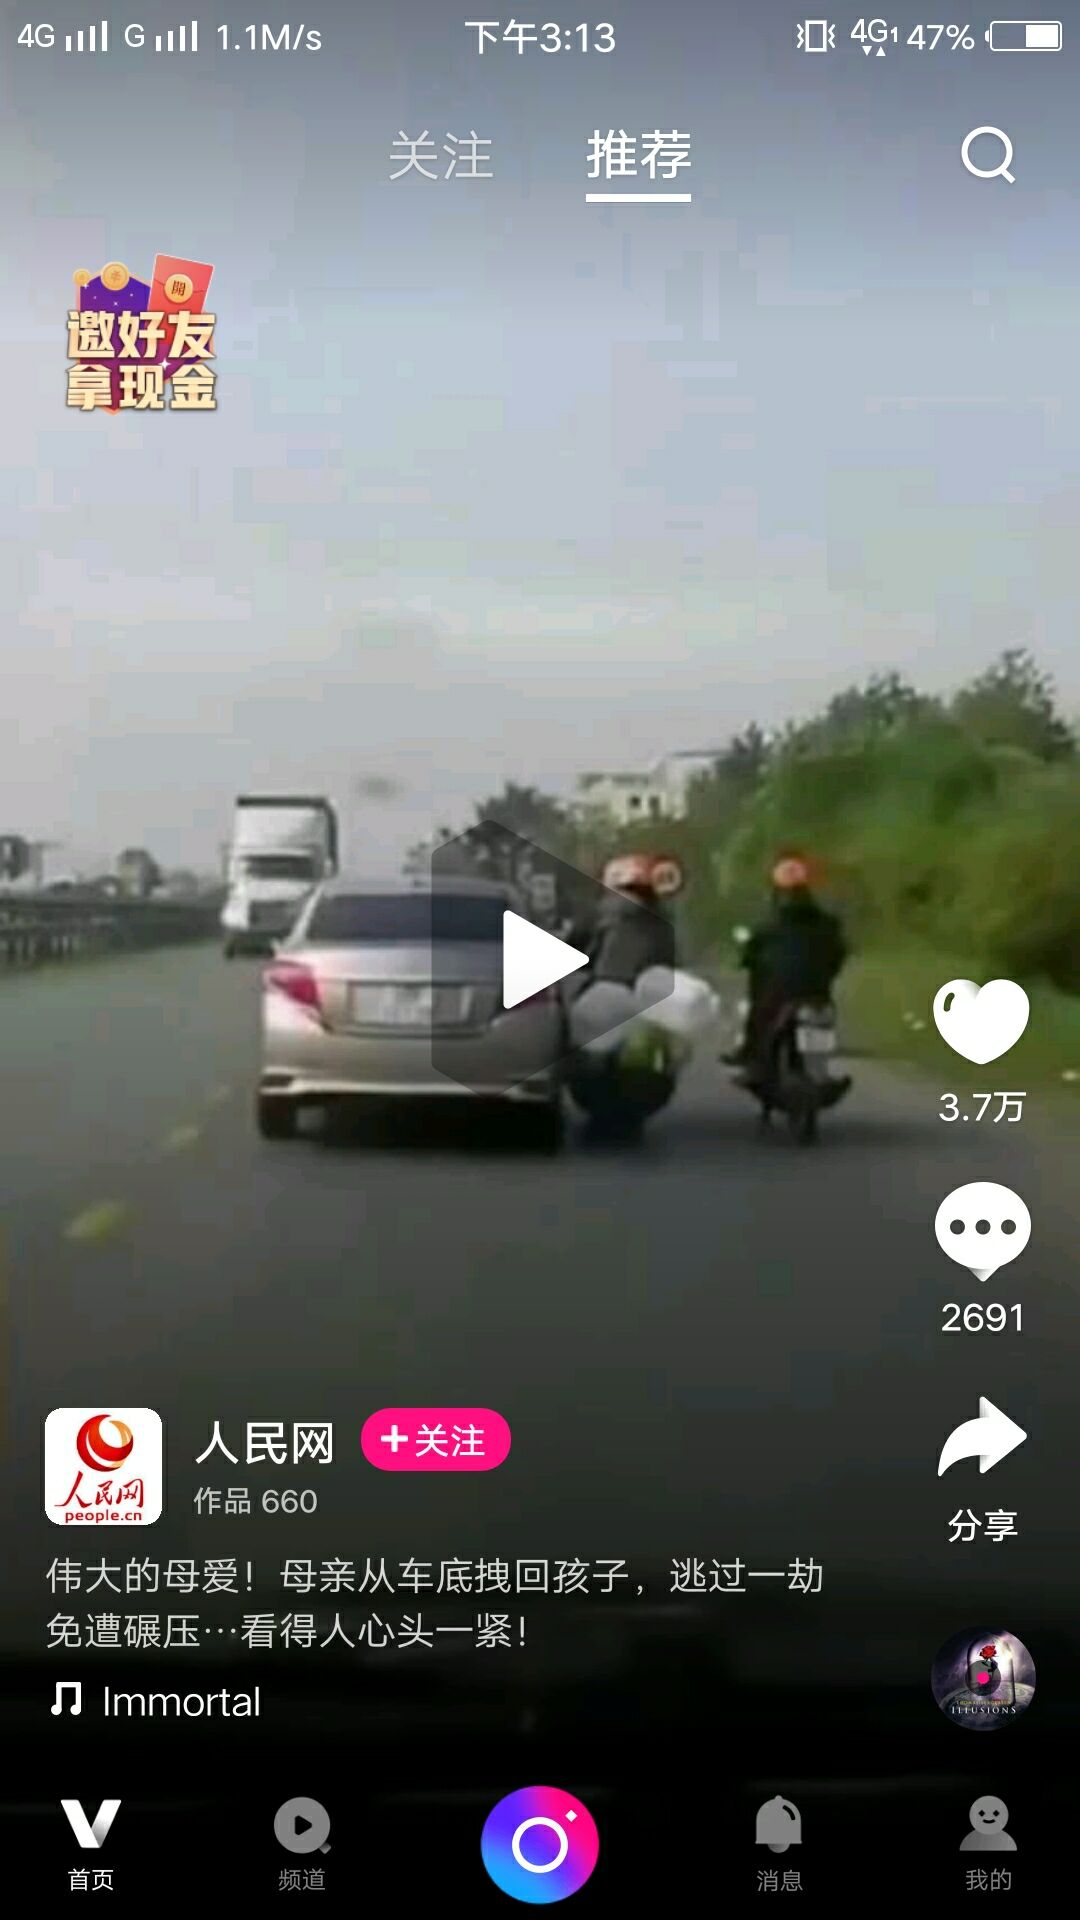 4G G 1.1M/s 下午3:13 4G1 47%
关注 推荐
開
邀好友
拿现金
3.7万
2691
分享
人民网 +关注
作品 660
人民网
people.cn
伟大的母爱！母亲从车底拽回孩子，逃过一劫
免遭碾压…看得人心头一紧！
Immortal
ILLUSIONS
首页 频道 消息 我的